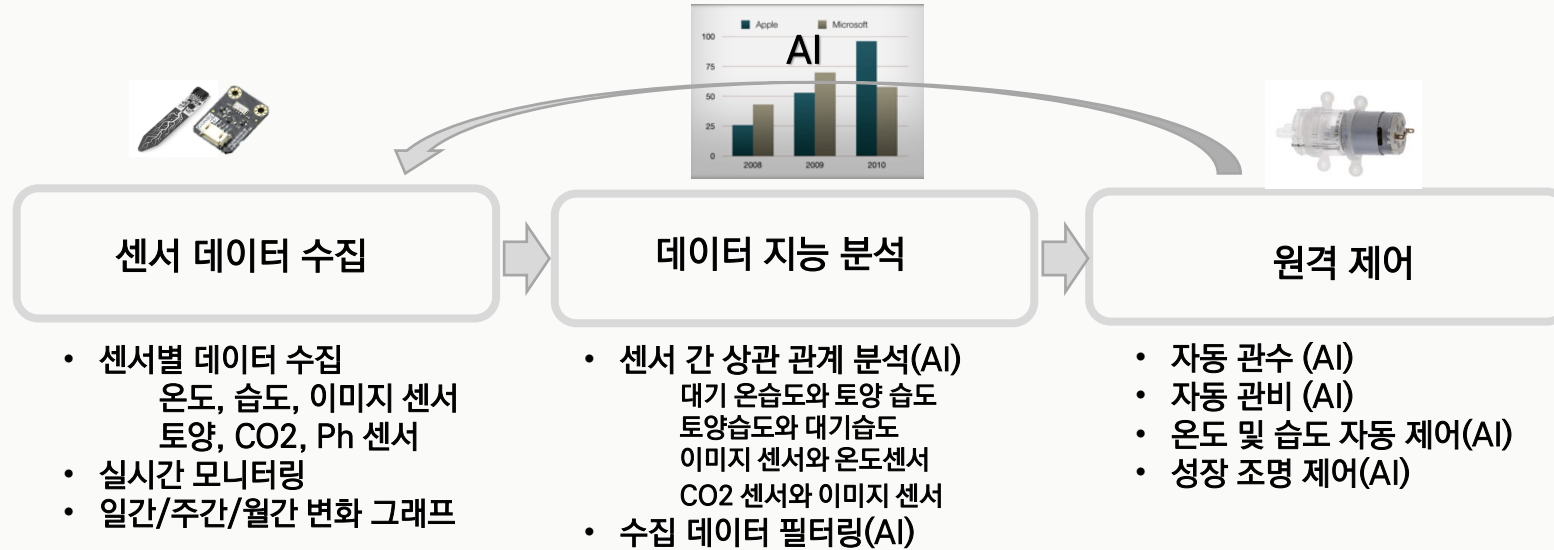 Apple Microsoft
AI
100
75
50
25
0
2008 2009 2010
센서 데이터 수집
데이터 지능 분석
원격 제어
• 센서별 데이터 수집
온도, 습도, 이미지 센서
토양, CO2, Ph 센서
• 실시간 모니터링
• 일간/주간/월간 변화 그래프
• 센서 간 상관 관계 분석(AI)
대기 온습도와 토양 습도
토양습도와 대기습도
이미지 센서와 온도센서
CO2 센서와 이미지 센서
• 수집 데이터 필터링(AI)
• 자동 관수 (AI)
• 자동 관비 (AI)
• 온도 및 습도 자동 제어(AI)
• 성장 조명 제어(AI)